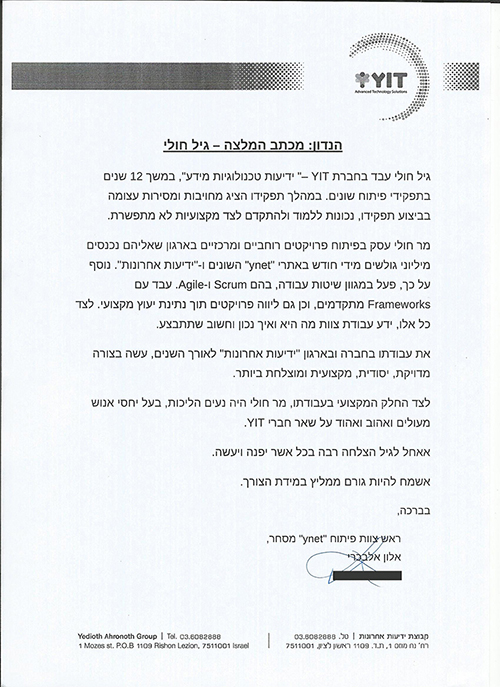 YIT
Advanced Technology Solutions
הנדון: מכתב המלצה – גיל חולי
גיל חולי עבד בחברת YIT –" ידיעות טכנולוגיות מידע", במשך 12 שנים
בתפקידי פיתוח שונים. במהלך תפקידו הציג מחויבות ומסירות עצומה
בביצוע תפקידו, נכונות ללמוד ולהתקדם לצד מקצועיות לא מתפשרת.
מר חולי עסק בפיתוח פרויקטים רוחביים ומרכזיים בארגון שאליהם נכנסים
מיליוני גולשים מידי חודש באתרי "ynet" השונים ו-"ידיעות אחרונות". נוסף
על כך, פעל במגוון שיטות עבודה, בהם Scrum ו-Agile. עבד עם
Frameworks מתקדמים, וכן גם ליווה פרויקטים תוך נתינת יעוץ מקצועי. לצד
כל אלו, ידע עבודת צוות מה היא ואיך נכון וחשוב שתתבצע.
את עבודתו בחברה ובארגון "ידיעות אחרונות" לאורך השנים, עשה בצורה
מדויקת, יסודית, מקצועית ומוצלחת ביותר.
לצד החלק המקצועי בעבודתו, מר חולי היה נעים הליכות, בעל יחסי אנוש
מעולים ואהוב ואהוד על שאר חברי YIT.
אאחל לגיל הצלחה רבה בכל אשר יפנה ויעשה.
אשמח להיות גורם ממליץ במידת הצורך.
בברכה,
ראש צוות פיתוח "ynet" מסחר,
אלון אלבכרי
קבוצת ידיעות אחרונות | טל. 03.6082888
רח' נח מוזס 1, ת.ד. 1109 ראשון לציון, 7511001
Yedioth Ahronoth Group | Tel. 03.6082888
1 Mozes st. P.O.B 1109 Rishon Lezion, 7511001 Israel